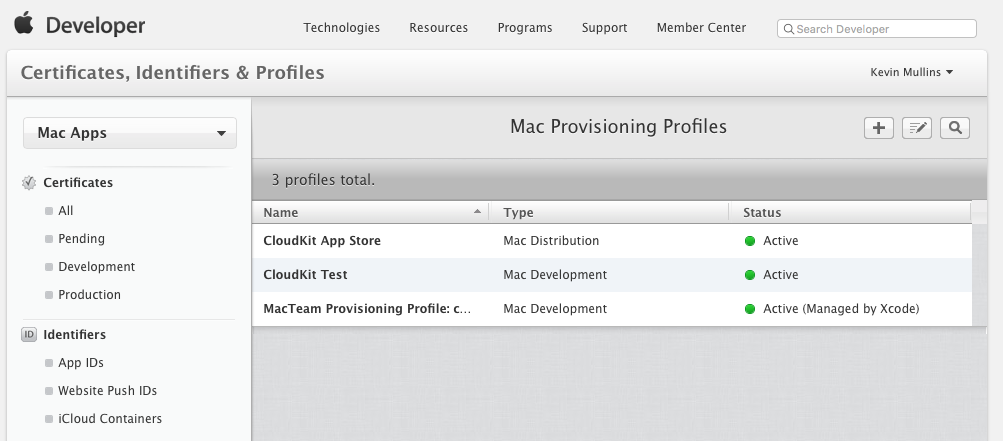 Developer
Technologies Resources Programs Support Member Center Search Developer
Certificates, Identifiers & Profiles
Kevin Mullins
Mac Apps
Mac Provisioning Profiles
3 profiles total.
Name Type Status
CloudKit App Store Mac Distribution Active
CloudKit Test Mac Development Active
MacTeam Provisioning Profile: c... Mac Development Active (Managed by Xcode)
Certificates
All
Pending
Development
Production
ID Identifiers
App IDs
Website Push IDs
iCloud Containers